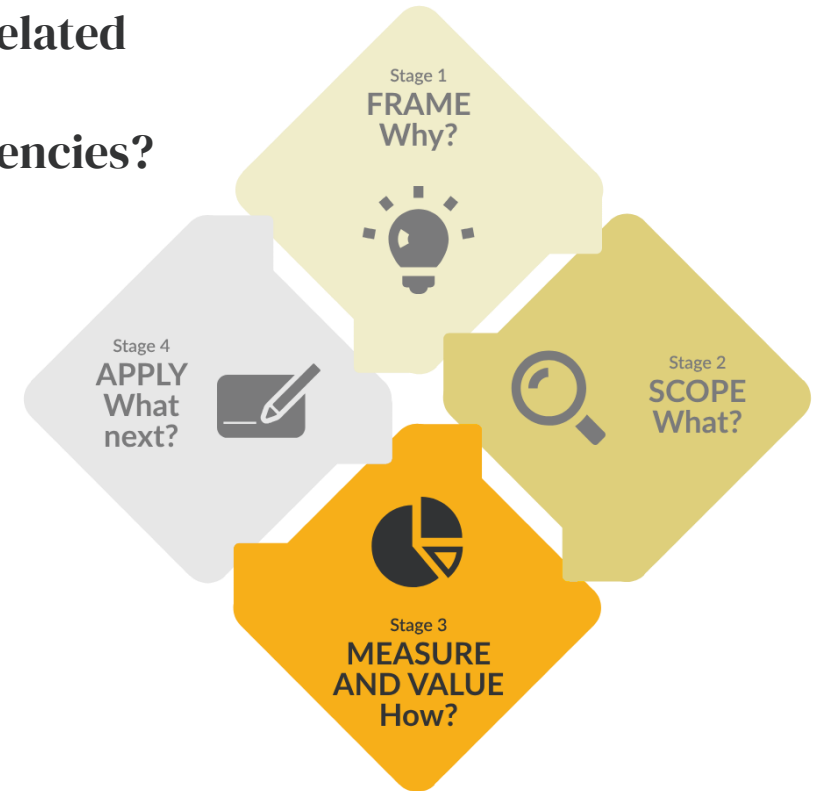 elated
encies?
Stage 1
FRAME
Why?
Stage 2
SCOPE
What?
Stage 3
MEASURE
AND VALUE
How?
Stage 4
APPLY
What
next?